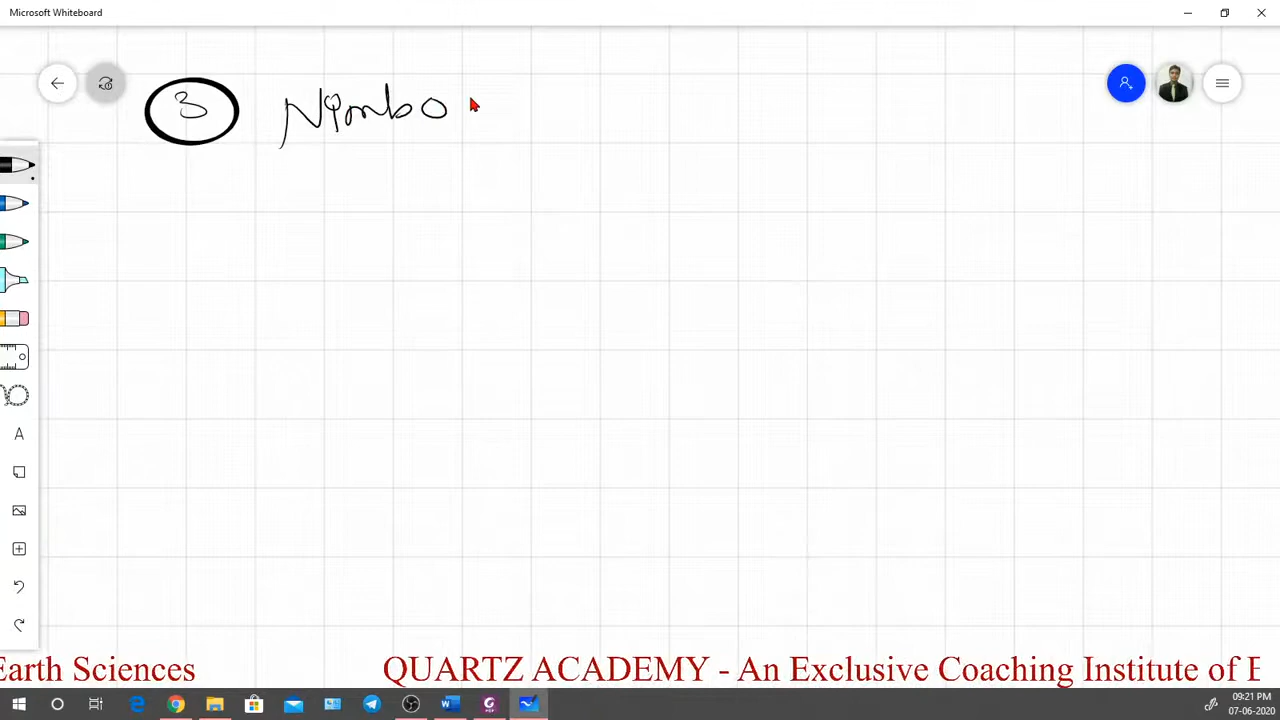 Microsoft Whiteboard
3 Nimbo
A
Earth Sciences QUARTZ ACADEMY - An Exclusive Coaching Institute of E
09:21 PM
07-06-2020